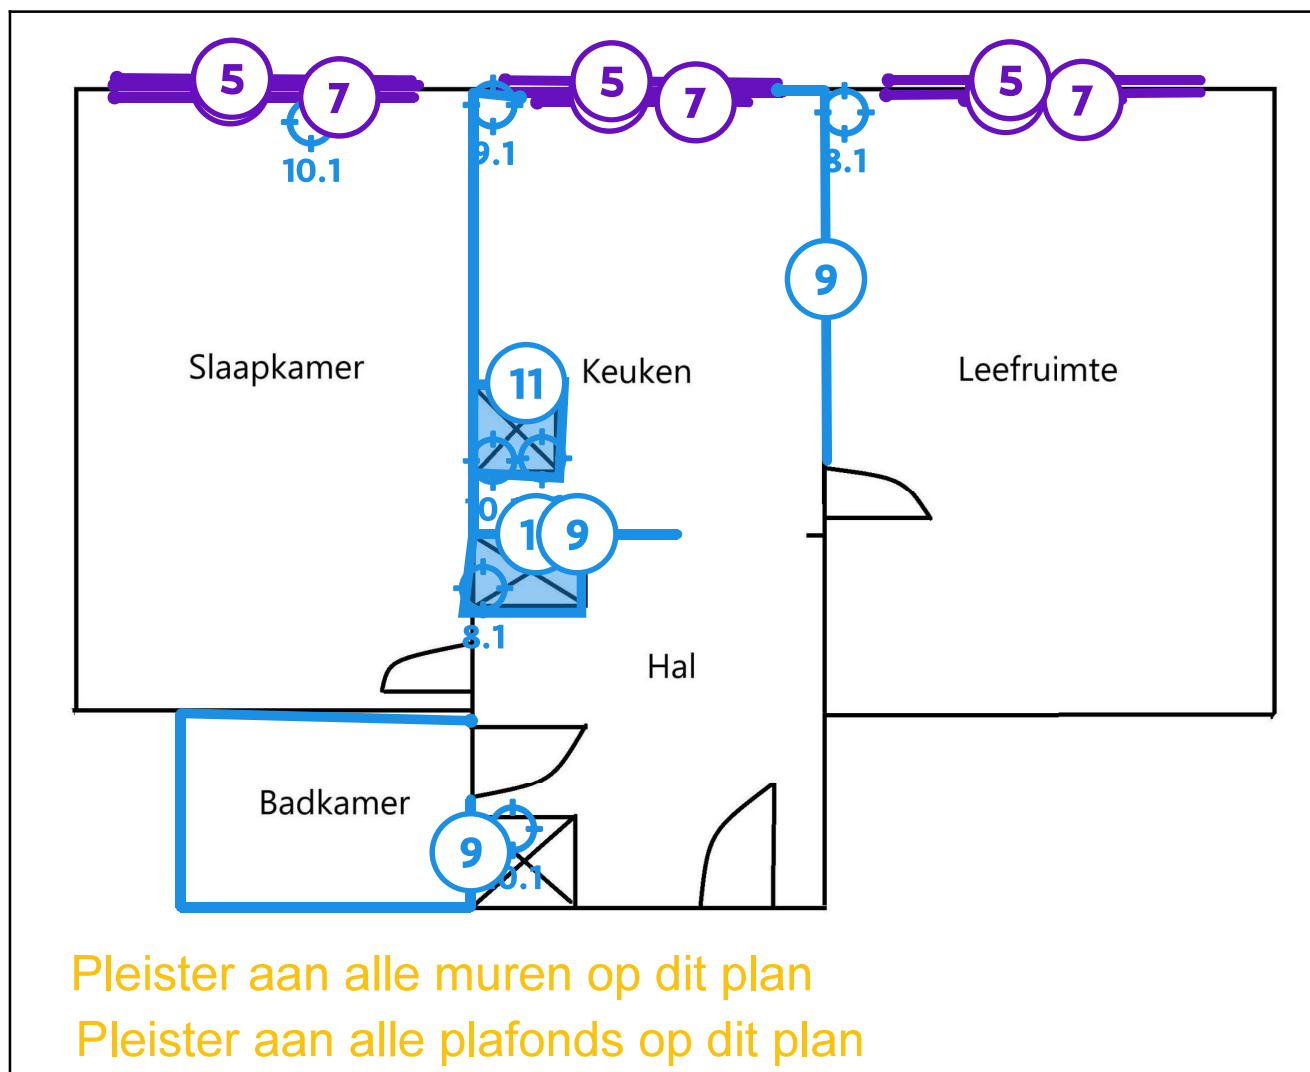 5 7 5 7 5 7
10.1 9.1 8.1
9
Slaapkamer Keuken Leefruimte
11
9
8.1
Hal
Badkamer
9
Pleister aan alle muren op dit plan
Pleister aan alle plafonds op dit plan